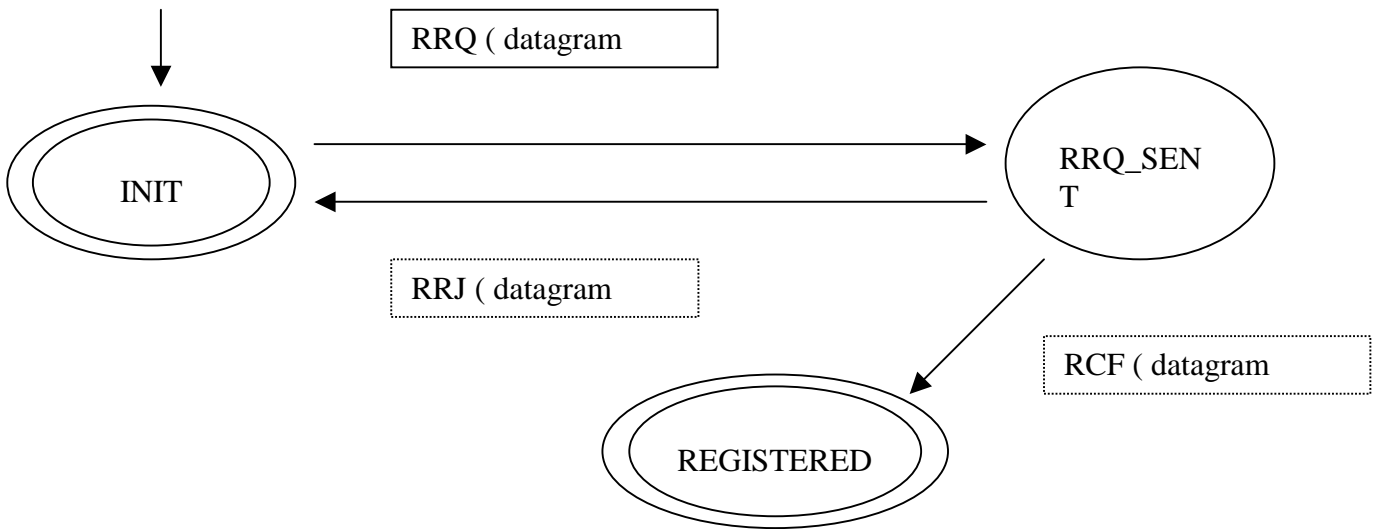 RRQ ( datagram
INIT
RRQ_SEN
T
RRJ ( datagram
RCF ( datagram
REGISTERED